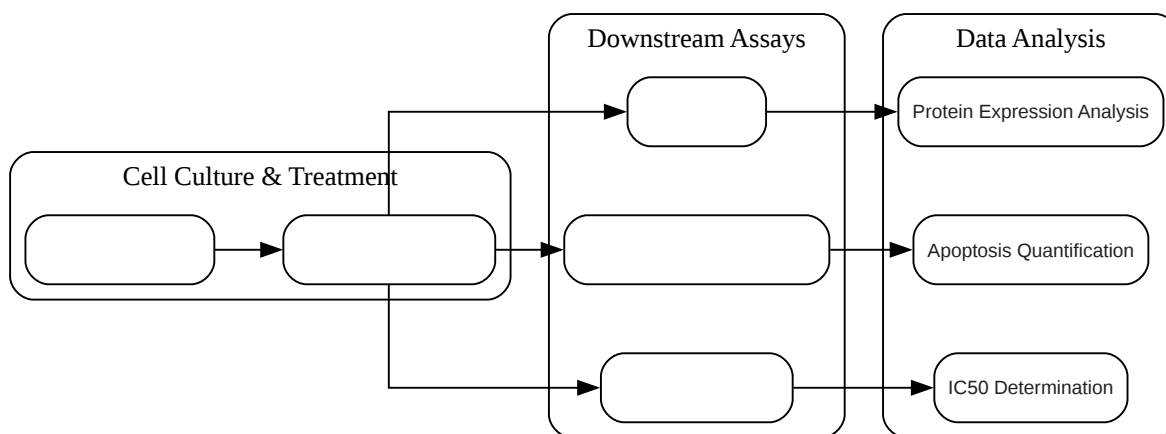 Downstream Assays
Data Analysis
Protein Expression Analysis
Cell Culture & Treatment
Apoptosis Quantification
IC50 Determination